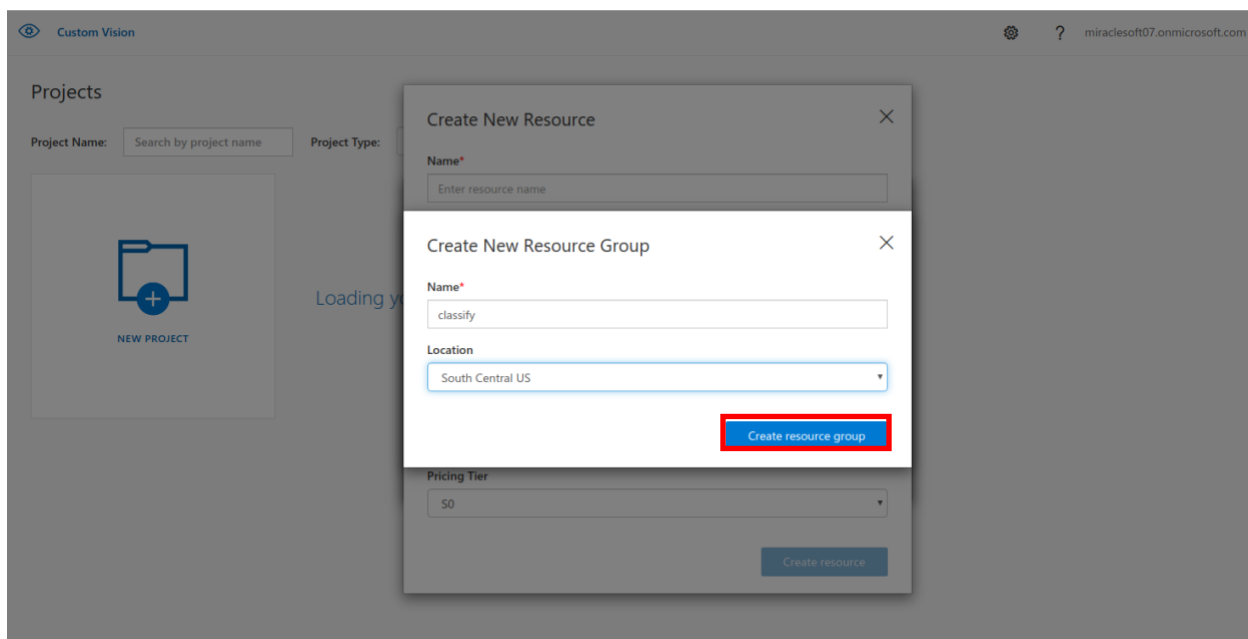 Custom Vision
? miraclesoft07.onmicrosoft.com
Projects
Project Name: Search by project name Project Type:
NEW PROJECT
Loading yo
Create New Resource
Name*
Enter resource name
Create New Resource Group
Name*
classify
Location
South Central US
Create resource group
Pricing Tier
S0
Create resource